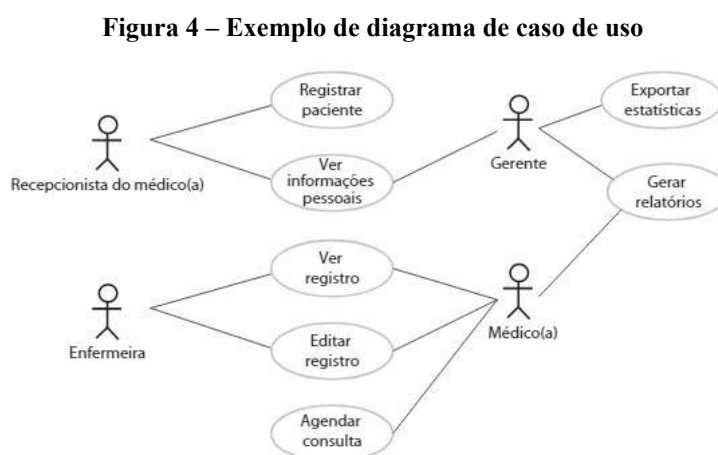 Figura 4 – Exemplo de diagrama de caso de uso
Registrar
paciente
Exportar
estatísticas
Recepcionista do médico(a)
Ver
informações
pessoais
Gerente
Gerar
relatórios
Ver
registro
Enfermeira
Editar
registro
Médico(a)
Agendar
consulta